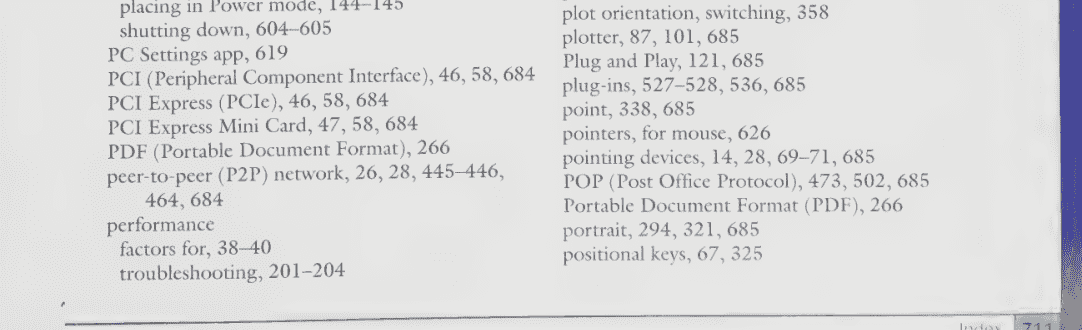 placing in Power mode, 144–145
shutting down, 604–605
PC Settings app, 619
PCI (Peripheral Component Interface), 46, 58, 684
PCI Express (PCIe), 46, 58, 684
PCI Express Mini Card, 47, 58, 684
PDF (Portable Document Format), 266
peer-to-peer (P2P) network, 26, 28, 445–446,
464, 684
performance
factors for, 38–40
troubleshooting, 201–204
plot orientation, switching, 358
plotter, 87, 101, 685
Plug and Play, 121, 685
plug-ins, 527–528, 536, 685
point, 338, 685
pointers, for mouse, 626
pointing devices, 14, 28, 69–71, 685
POP (Post Office Protocol), 473, 502, 685
Portable Document Format (PDF), 266
portrait, 294, 321, 685
positional keys, 67, 325
Index 711